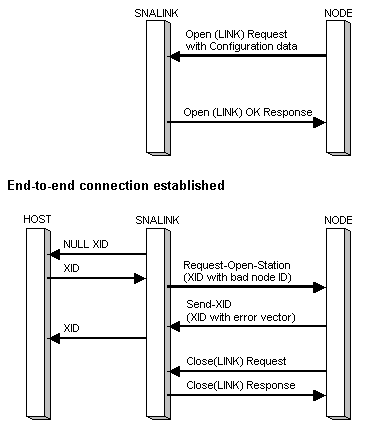 SNALINK NODE
Open (LINK) Request
with Configuration data
Open (LINK) OK Response
End-to-end connection established
HOST SNALINK NODE
NULL XID
XID
Request-Open-Station
(XID with bad node ID)
Send-XID
(XID with error vector)
XID
Close(LINK) Request
Close(LINK) Response